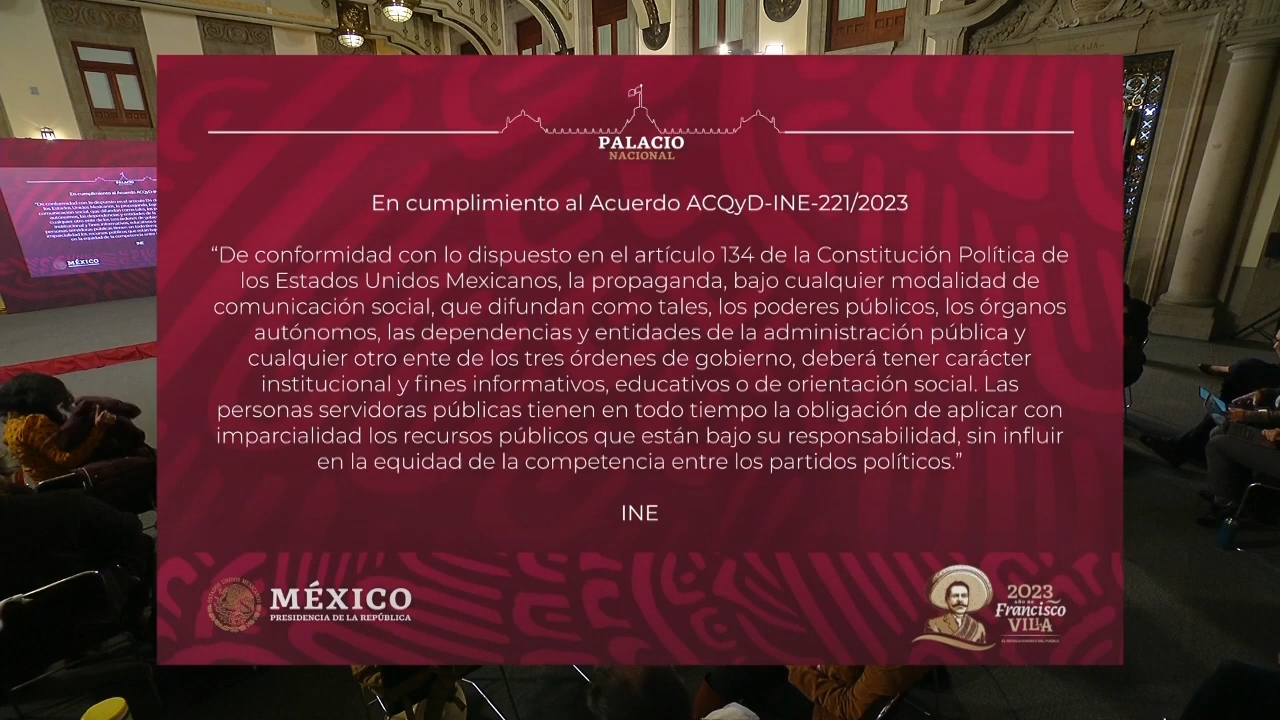 PALACIO
NACIONAL
En cumplimiento al Acuerdo ACQyD-INE-221/2023
“De conformidad con lo dispuesto en el artículo 134 de la Constitución Política de
los Estados Unidos Mexicanos, la propaganda, bajo cualquier modalidad de
comunicación social, que difundan como tales, los poderes públicos, los órganos
autónomos, las dependencias y entidades de la administración pública y
cualquier otro ente de los tres órdenes de gobierno, deberá tener carácter
institucional y fines informativos, educativos o de orientación social. Las
personas servidoras públicas tienen en todo tiempo la obligación de aplicar con
imparcialidad los recursos públicos que están bajo su responsabilidad, sin influir
en la equidad de la competencia entre los partidos políticos.”
INE
MÉXICO
PRESIDENCIA DE LA REPÚBLICA
2023
AÑO DE
Francisco
VILLA
EL REVOLUCIONARIO DEL PUEBLO